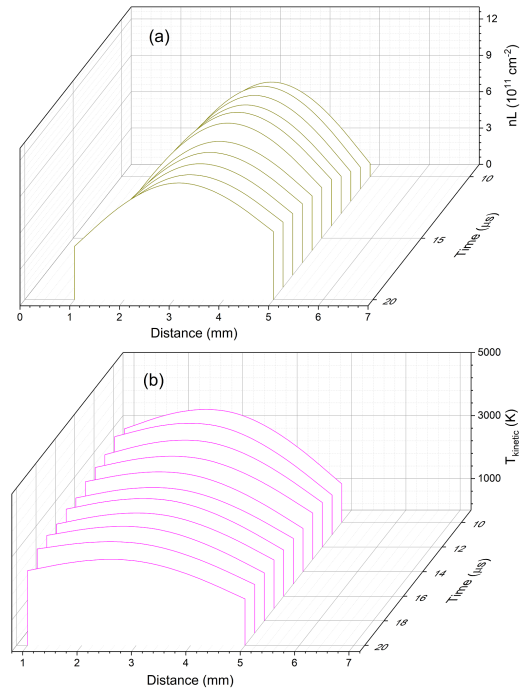 (a)
12
9
6
3
0
nL (10¹¹ cm⁻²)
10
15
20
Time (μs)
0 1 2 3 4 5 6 7
Distance (mm)
(b)
5000
3000
1000
T_kinetic (K)
10
12
14
16
18
20
Time (μs)
1 2 3 4 5 6 7
Distance (mm)